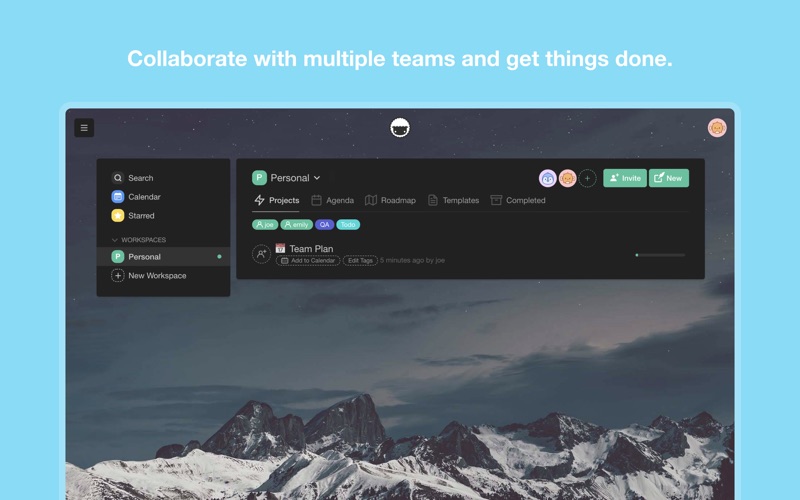 Collaborate with multiple teams and get things done.
Search
Calendar
Starred
WORKSPACES
P Personal
New Workspace
P Personal
Invite
New
Projects
Agenda
Roadmap
Templates
Completed
joe
emily
QA
Todo
Team Plan
Add to Calendar
Edit Tags
5 minutes ago by joe